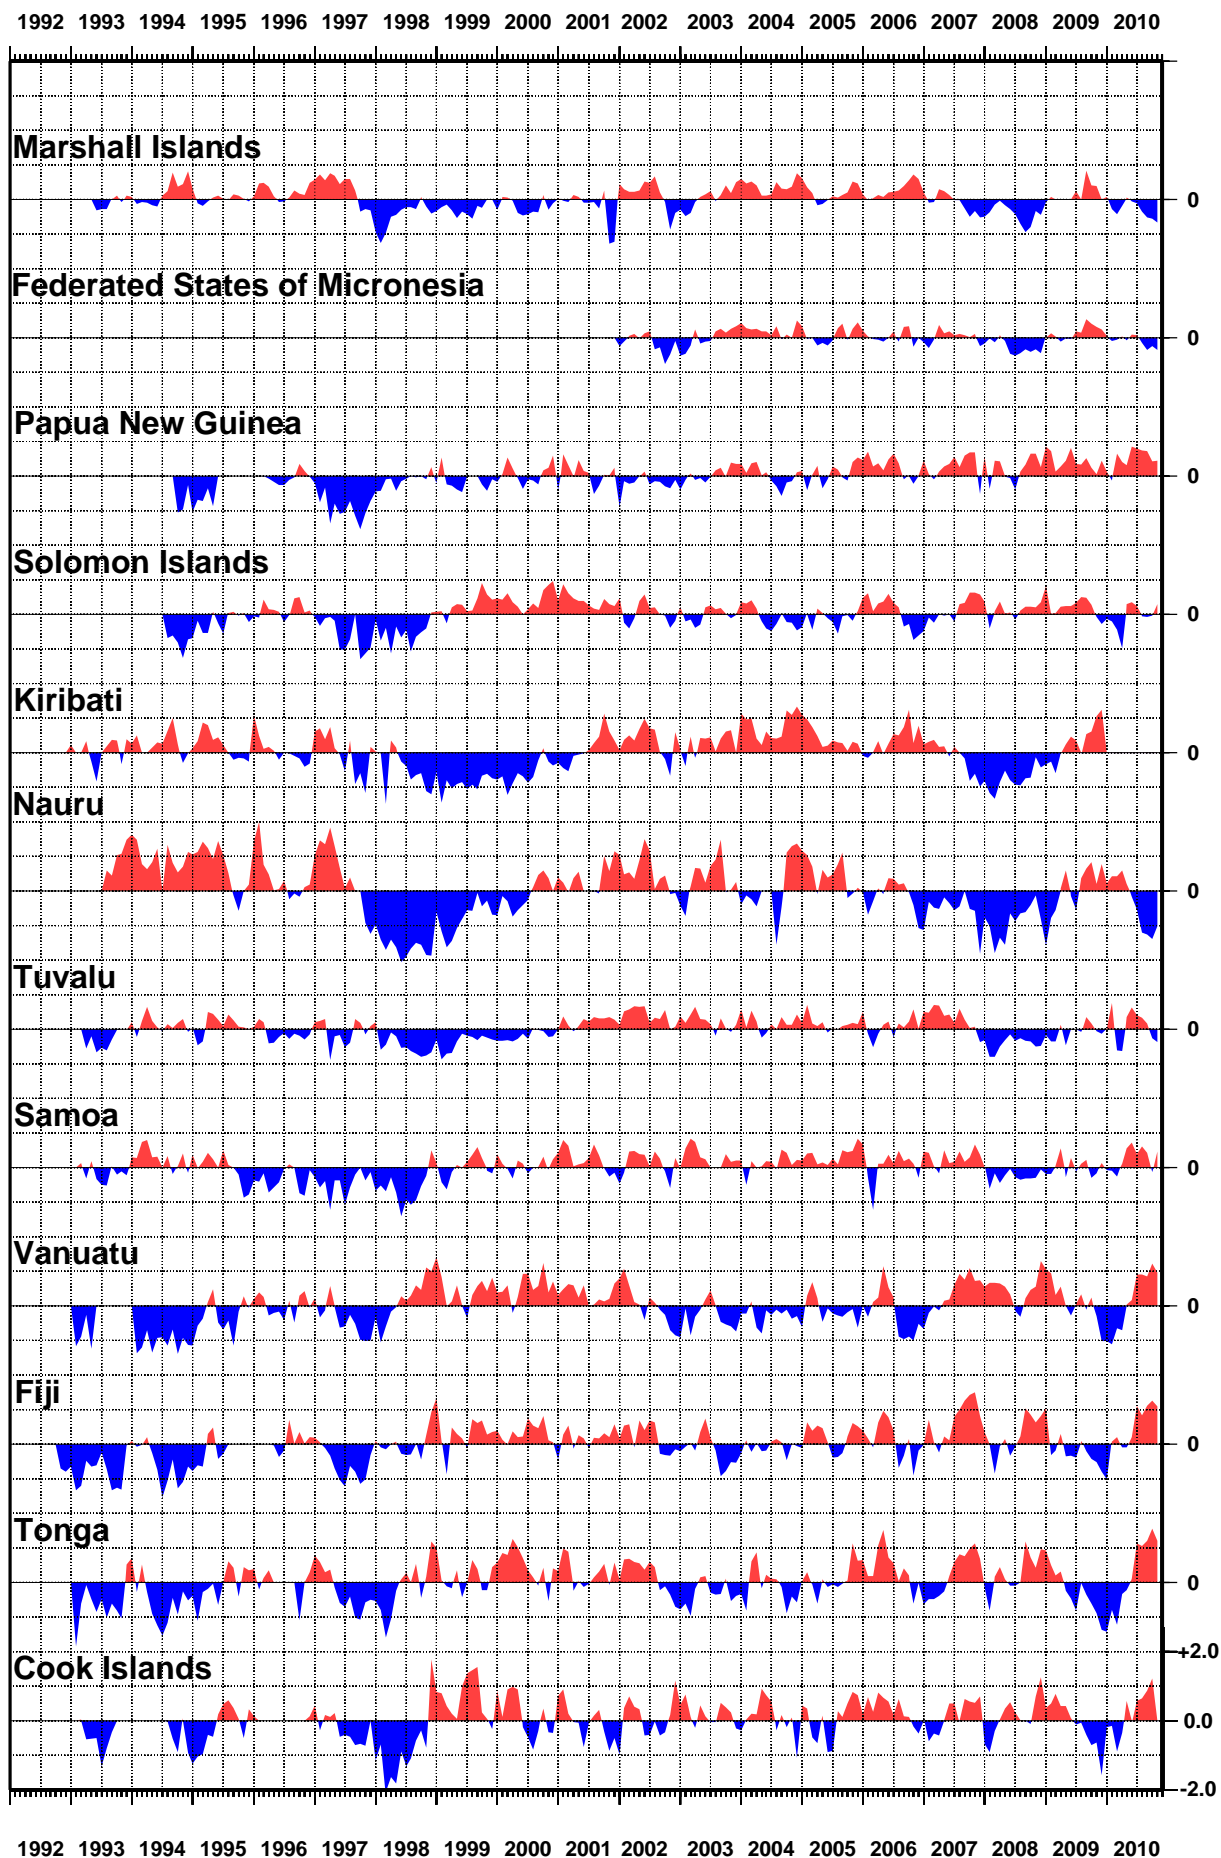 1992 1993 1994 1995 1996 1997 1998 1999 2000 2001 2002 2003 2004 2005 2006 2007 2008 2009 2010
Marshall Islands
0
Federated States of Micronesia
0
Papua New Guinea
0
Solomon Islands
0
Kiribati
0
Nauru
0
Tuvalu
0
Samoa
0
Vanuatu
0
Fiji
0
Tonga
0
+2.0
Cook Islands
0.0
-2.0
1992 1993 1994 1995 1996 1997 1998 1999 2000 2001 2002 2003 2004 2005 2006 2007 2008 2009 2010